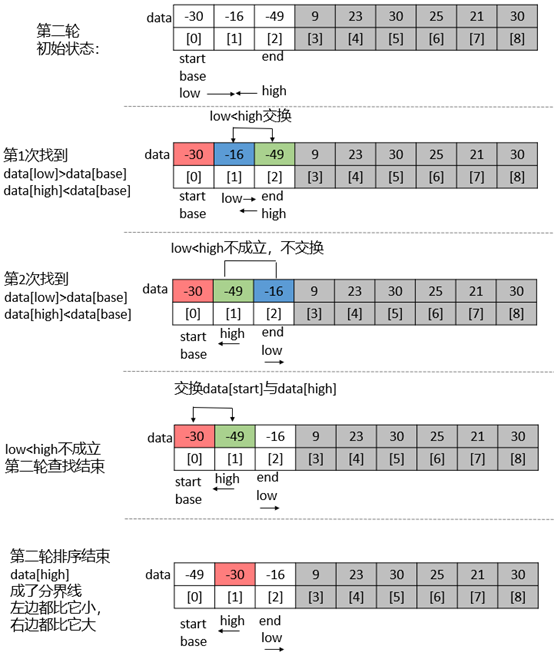 第二轮
初始状态：
data -30 -16 -49 9 23 30 25 21 30
[0] [1] [2] [3] [4] [5] [6] [7] [8]
start end
base
low high
low<high交换
第1次找到
data[low]>data[base]
data[high]<data[base]
data -30 -16 -49 9 23 30 25 21 30
[0] [1] [2] [3] [4] [5] [6] [7] [8]
start low end
base high
low<high不成立，不交换
第2次找到
data[low]>data[base]
data[high]<data[base]
data -30 -49 -16 9 23 30 25 21 30
[0] [1] [2] [3] [4] [5] [6] [7] [8]
start high end
base low
交换data[start]与data[high]
low<high不成立
第二轮查找结束
data -30 -49 -16 9 23 30 25 21 30
[0] [1] [2] [3] [4] [5] [6] [7] [8]
start high end
base low
第二轮排序结束
data[high]
成了分界线
左边都比它小，
右边都比它大
data -49 -30 -16 9 23 30 25 21 30
[0] [1] [2] [3] [4] [5] [6] [7] [8]
start high end
base low